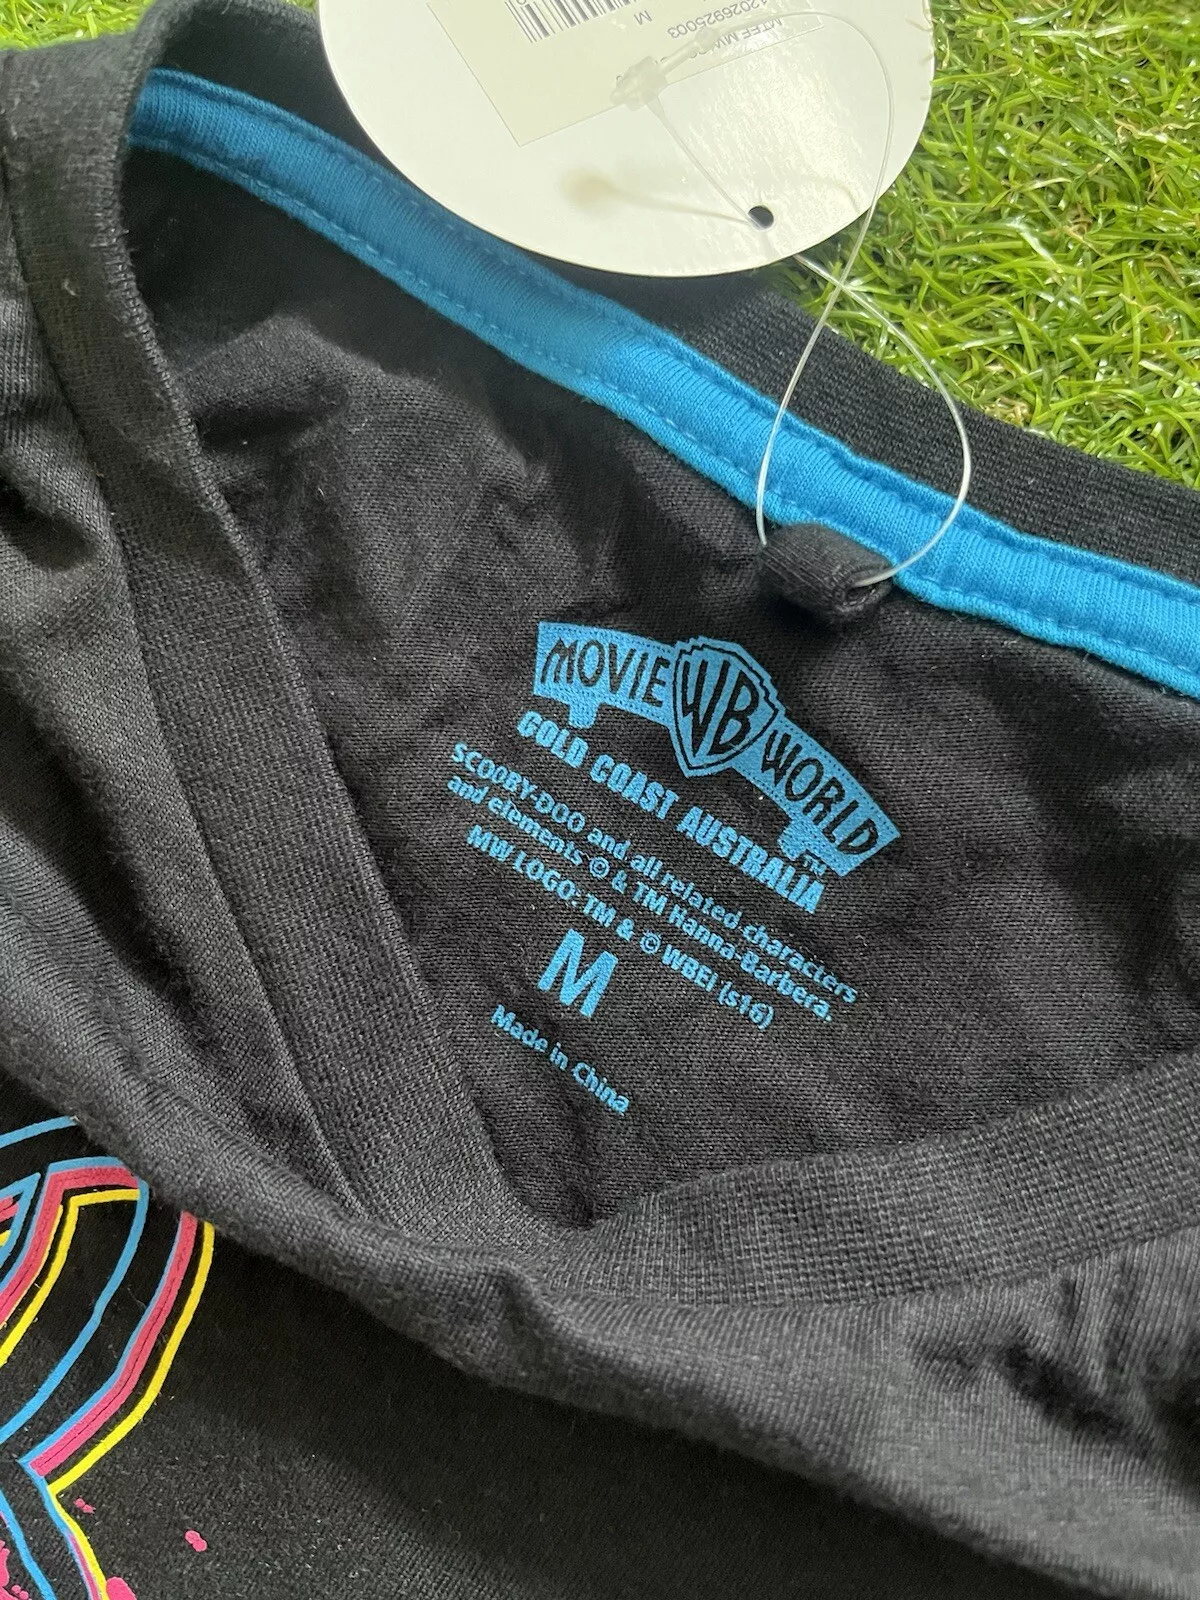 M
12026925003
MOVIE WB WORLD
TM
GOLD COAST AUSTRALIA
SCOOBY-DOO and all related characters
and elements © & TM Hanna-Barbera.
MW LOGO: TM & © WBEI (s16)
M
Made in China